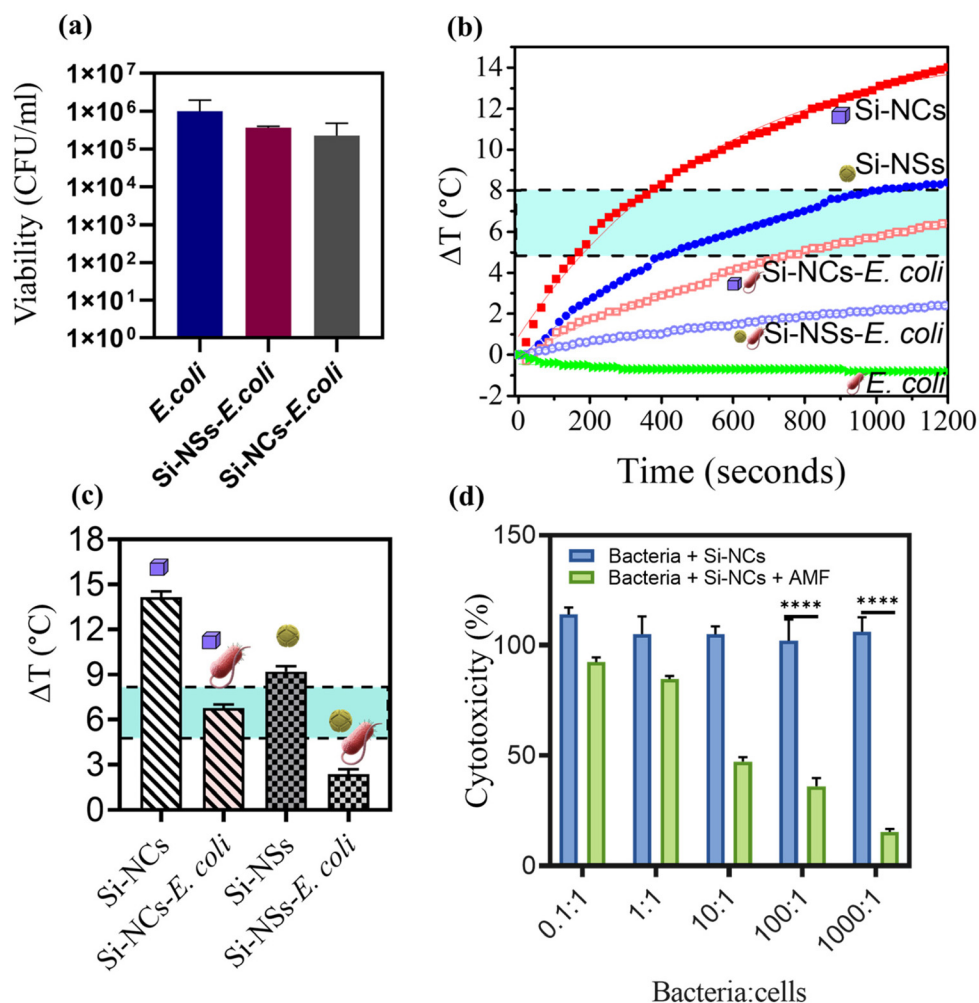 (a)
Viability (CFU/ml)
1×10⁷
1×10⁶
1×10⁵
1×10⁴
1×10³
1×10²
1×10¹
1×10⁰
E.coli
Si-NSs-E.coli
Si-NCs-E.coli
(b)
ΔT (°C)
14
12
10
8
6
4
2
0
-2
Si-NCs
Si-NSs
Si-NCs-E. coli
Si-NSs-E. coli
E. coli
0 200 400 600 800 1000 1200
Time (seconds)
(c)
ΔT (°C)
18
15
12
9
6
3
0
Si-NCs
Si-NCs-E. coli
Si-NSs
Si-NSs-E. coli
(d)
Cytotoxicity (%)
150
100
50
0
Bacteria + Si-NCs
Bacteria + Si-NCs + AMF
**** ****
0.1:1
1:1
10:1
100:1
1000:1
Bacteria:cells